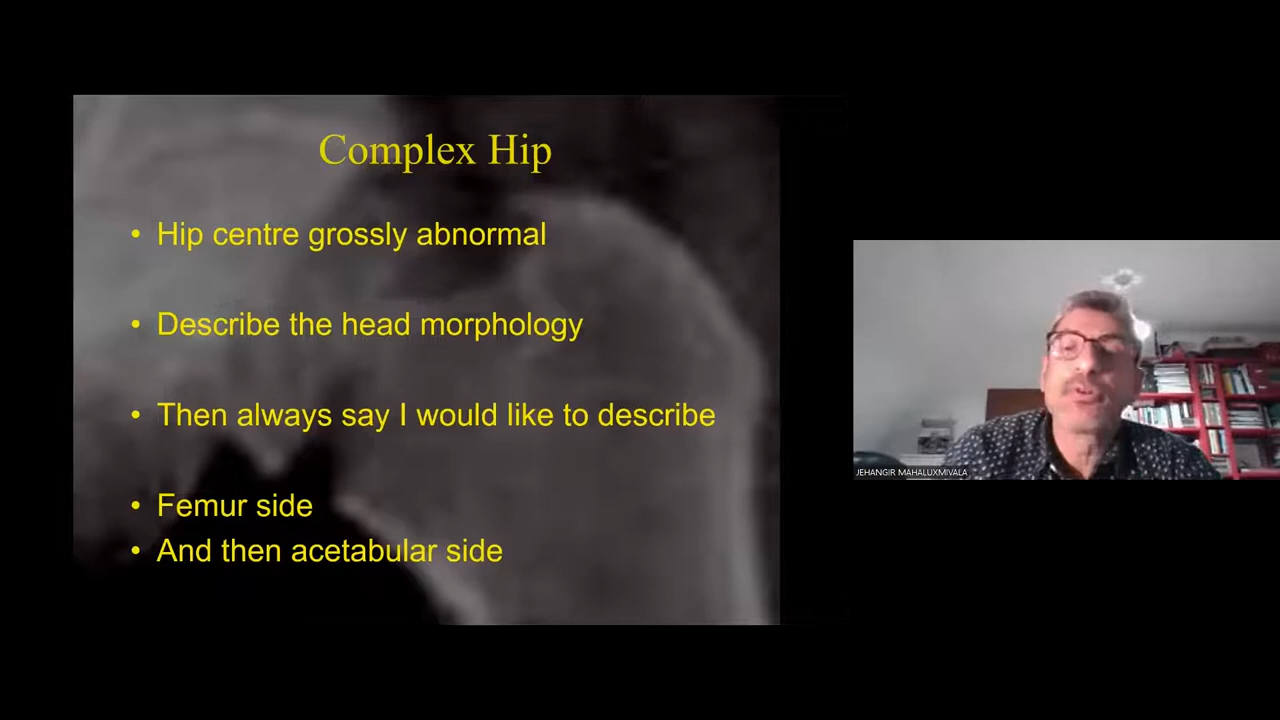 Complex Hip
• Hip centre grossly abnormal
• Describe the head morphology
• Then always say I would like to describe
• Femur side
• And then acetabular side
JEHANGIR MAHALUXMIVALA